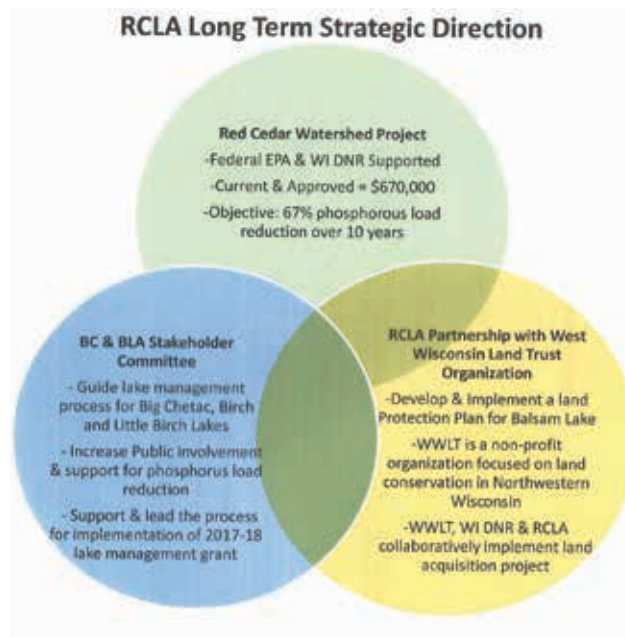 RCLA Long Term Strategic Direction
Red Cedar Watershed Project
-Federal EPA & WI DNR Supported
-Current & Approved = $670,000
-Objective: 67% phosphorous load
reduction over 10 years
BC & BLA Stakeholder
Committee
- Guide lake management
process for Big Chetac, Birch
and Little Birch Lakes
- Increase Public involvement
& support for phosphorus load
reduction
- Support & lead the process
for implementation of 2017-18
lake management grant
RCLA Partnership with West
Wisconsin Land Trust
Organization
-Develop & Implement a land
Protection Plan for Balsam Lake
-WWLT is a non-profit
organization focused on land
conservation in Northwestern
Wisconsin
-WWLT, WI DNR & RCLA
collaboratively implement land
acquisition project